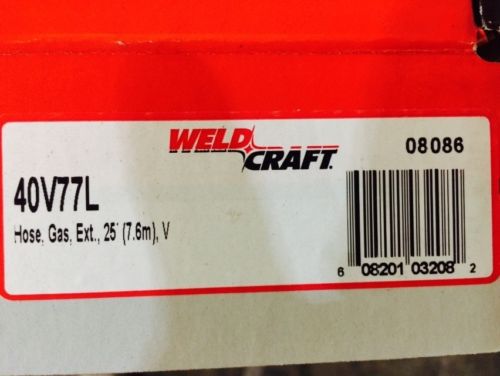 WELD CRAFT.
08086
40V77L
Hose, Gas, Ext., 25' (7.6m), V
6 08201 03208 2